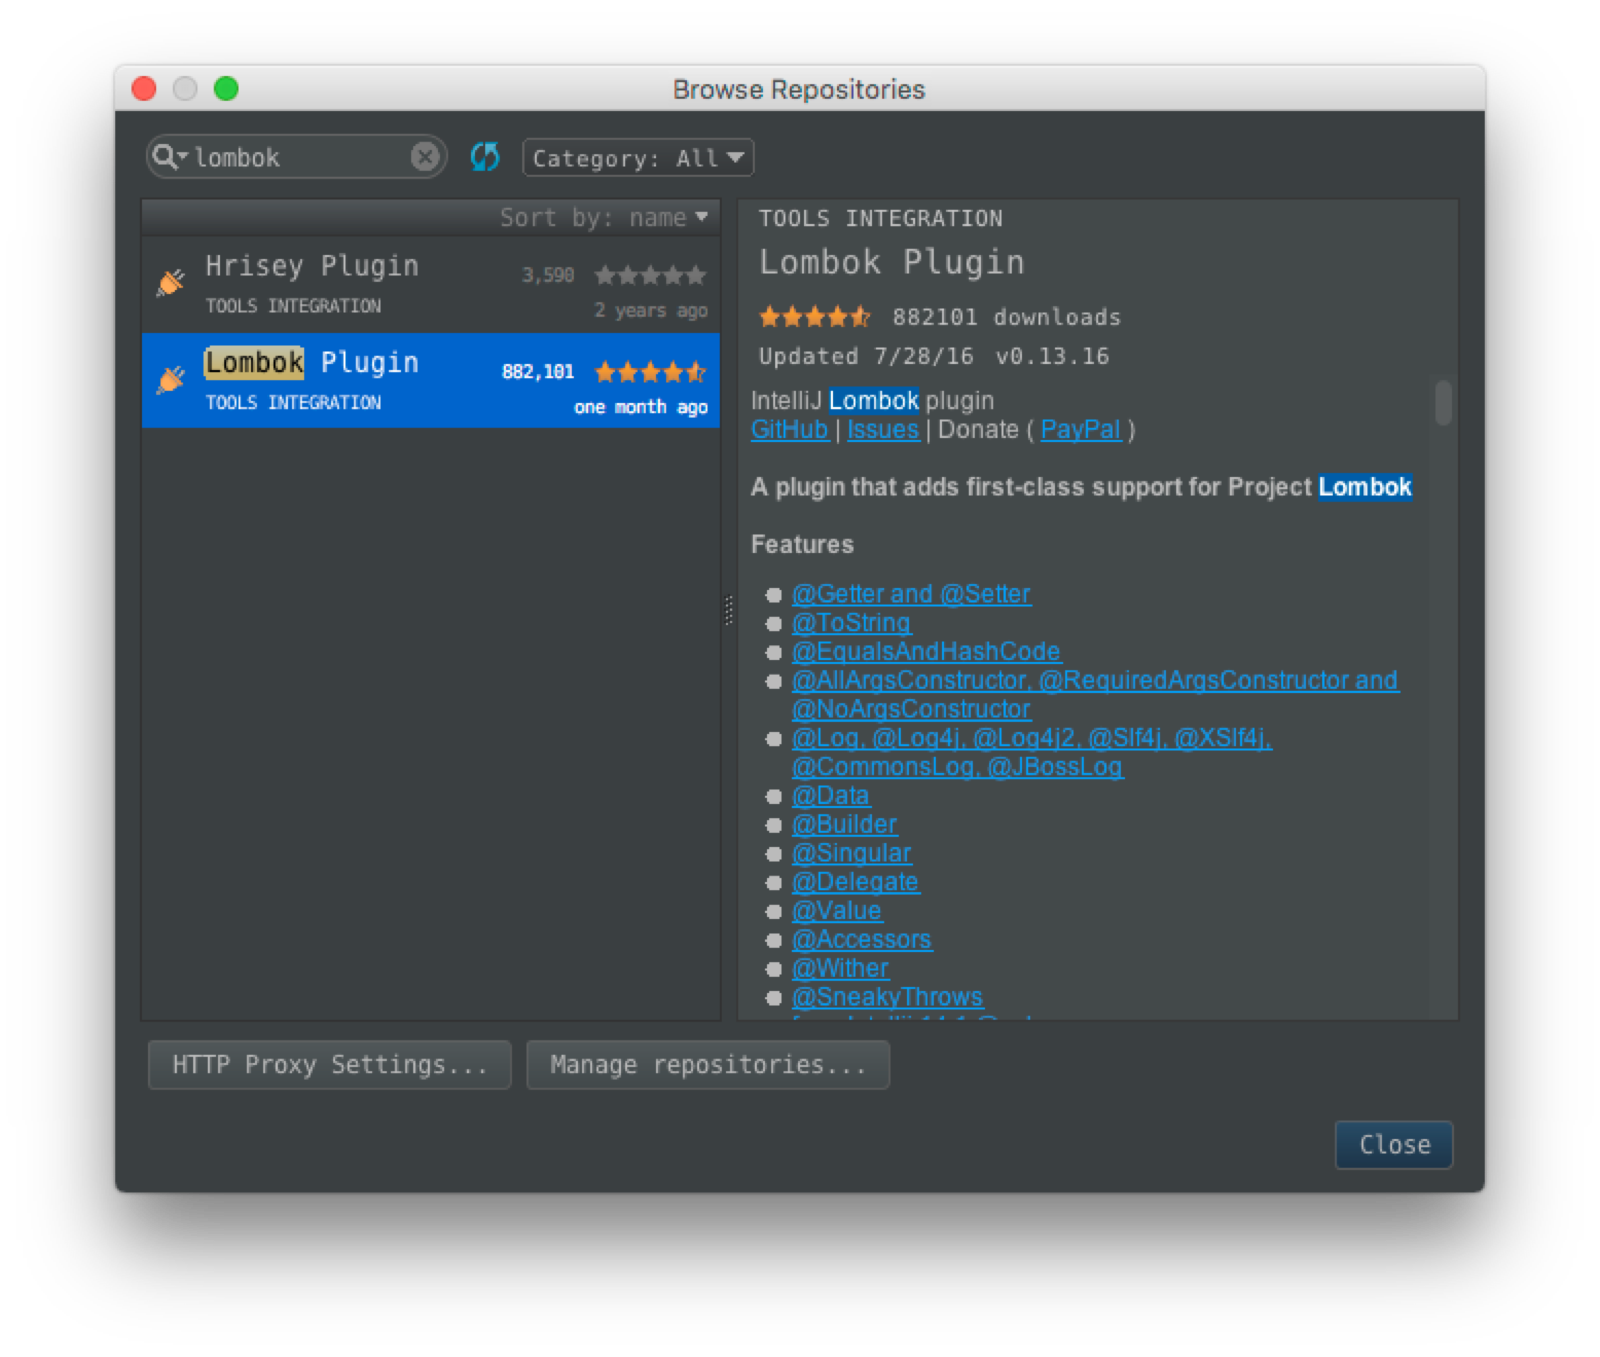 Browse Repositories
lombok
Category: All
Sort by: name
Hrisey Plugin
3,590
TOOLS INTEGRATION
2 years ago
Lombok Plugin
882,101
TOOLS INTEGRATION
one month ago
TOOLS INTEGRATION
Lombok Plugin
882101 downloads
Updated 7/28/16 v0.13.16
IntelliJ Lombok plugin
GitHub | Issues | Donate ( PayPal )
A plugin that adds first-class support for Project Lombok
Features
@Getter and @Setter
@ToString
@EqualsAndHashCode
@AllArgsConstructor, @RequiredArgsConstructor and
@NoArgsConstructor
@Log, @Log4j, @Log4j2, @Slf4j, @XSlf4j,
@CommonsLog, @JBossLog
@Data
@Builder
@Singular
@Delegate
@Value
@Accessors
@Wither
@SneakyThrows
HTTP Proxy Settings...
Manage repositories...
Close